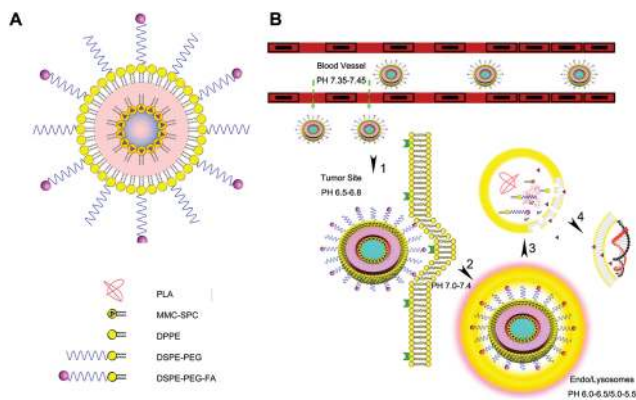 A
B
Blood Vessel
PH 7.35-7.45
1
Tumor Site
PH 6.5-6.8
2
PH 7.0-7.4
3
4
Endo/Lysosomes
PH 6.0-6.5/5.0-5.5
PLA
MMC-SPC
DPPE
DSPE-PEG
DSPE-PEG-FA